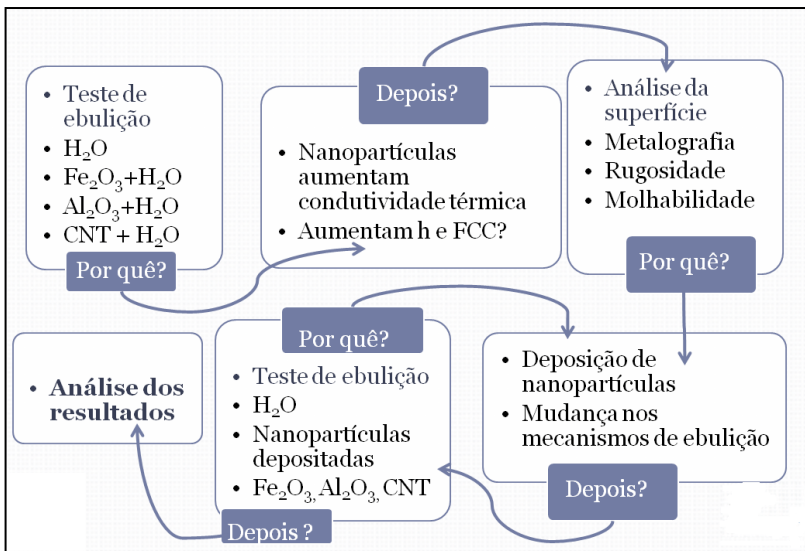 • Teste de
ebulição
• H₂O
• Fe₂O₃+H₂O
• Al₂O₃+H₂O
• CNT + H₂O
Por quê?
Depois?
• Nanopartículas
aumentam
condutividade térmica
• Aumentam h e FCC?
• Análise da
superfície
• Metalografia
• Rugosidade
• Molhabilidade
Por quê?
• Deposição de
nanopartículas
• Mudança nos
mecanismos de ebulição
Depois?
Por quê?
• Teste de ebulição
• H₂O
• Nanopartículas
depositadas
• Fe₂O₃, Al₂O₃, CNT
Depois ?
• Análise dos
resultados